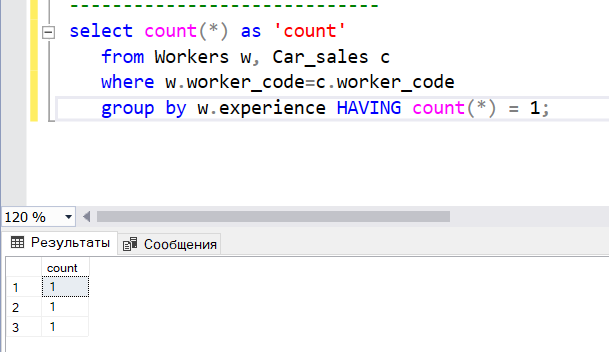 -----------------------------
select count(*) as 'count'
from Workers w, Car_sales c
where w.worker_code=c.worker_code
group by w.experience HAVING count(*) = 1;
120 %
Результаты Сообщения
count
1 1
2 1
3 1